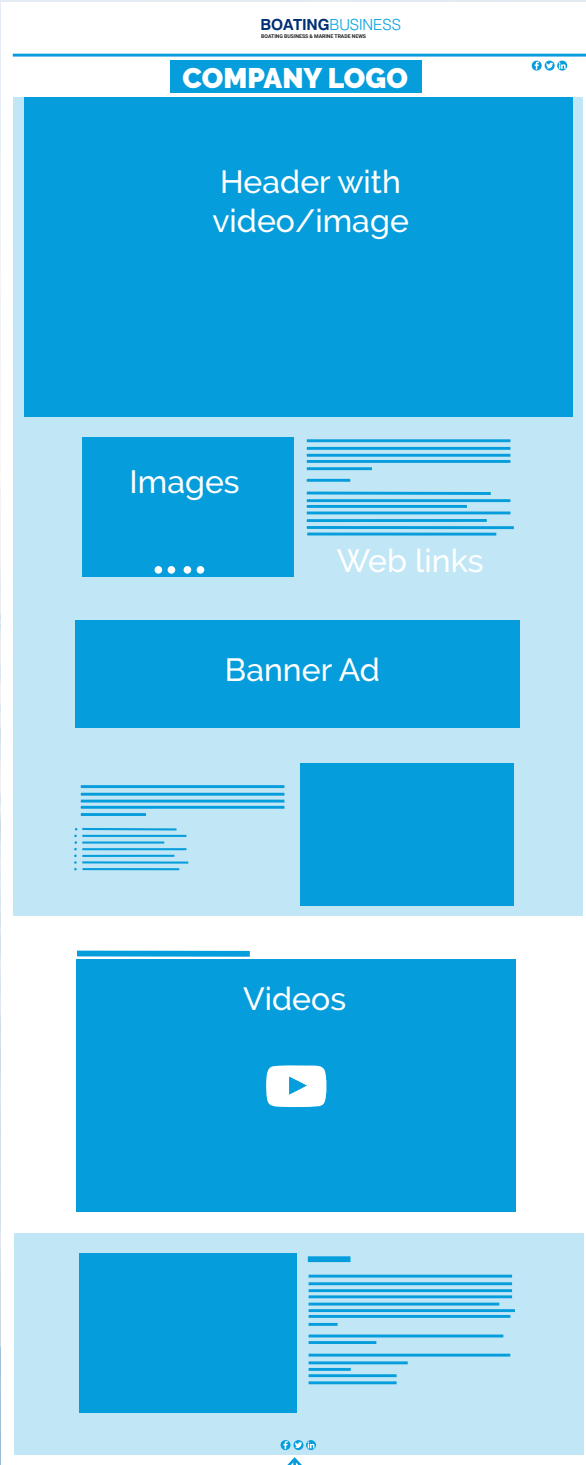 BOATINGBUSINESS
BOATING BUSINESS & MARINE TRADE NEWS
COMPANY LOGO
Header with
video/image
Images
Web links
Banner Ad
Videos